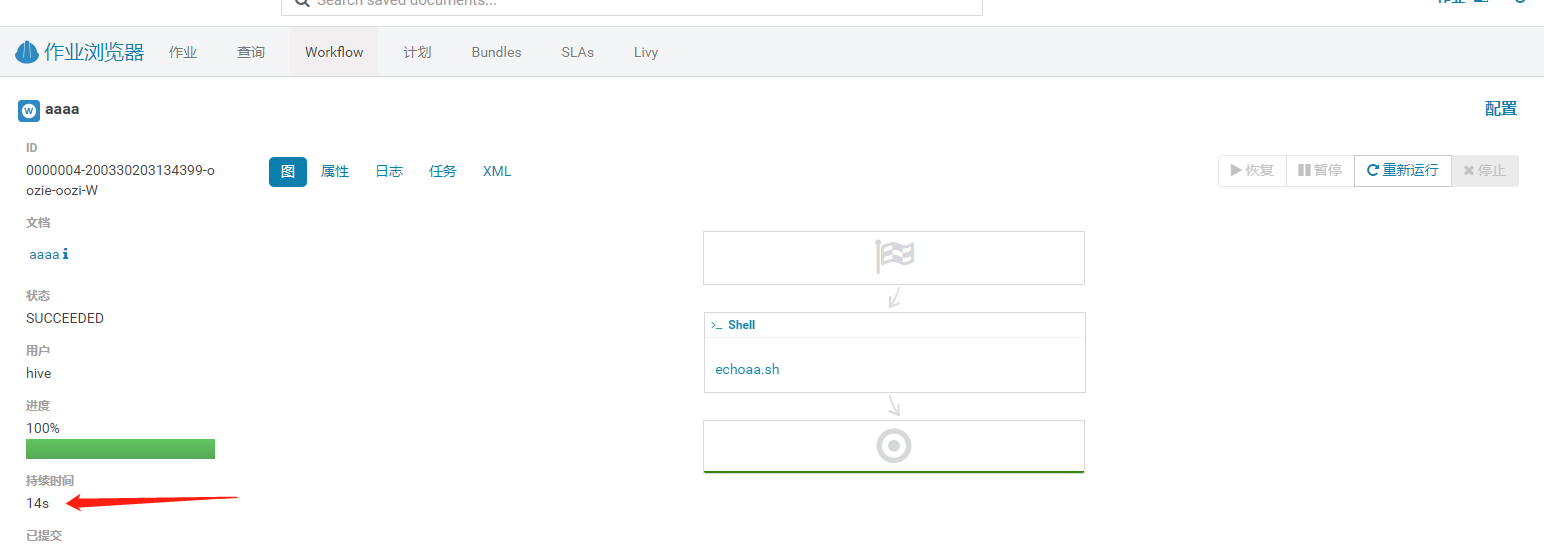 Search saved documents...
作业
作业浏览器 作业 查询 Workflow 计划 Bundles SLAs Livy
aaaa 配置
ID
0000004-200330203134399-o
ozie-oozi-W
图 属性 日志 任务 XML
恢复 暂停 重新运行 停止
文档
aaaa
状态
SUCCEEDED
用户
hive
进度
100%
持续时间
14s
已提交
Shell
echoaa.sh